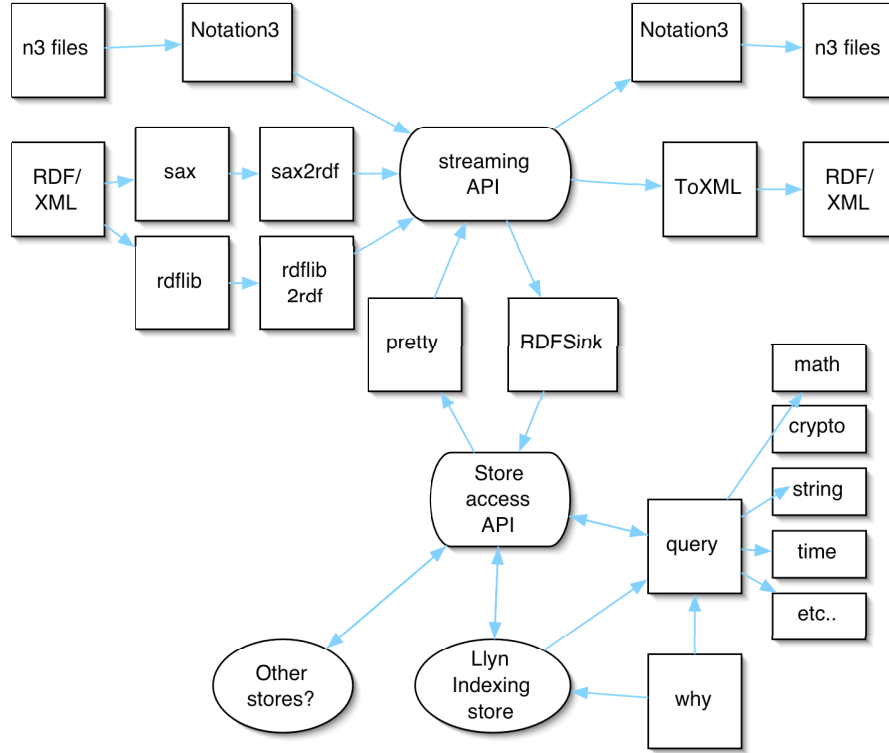 n3 files
Notation3
Notation3
n3 files
RDF/
XML
sax
sax2rdf
streaming
API
ToXML
RDF/
XML
rdflib
rdflib
2rdf
pretty
RDFSink
math
crypto
string
time
etc..
Store
access
API
query
Other
stores?
Llyn
Indexing
store
why